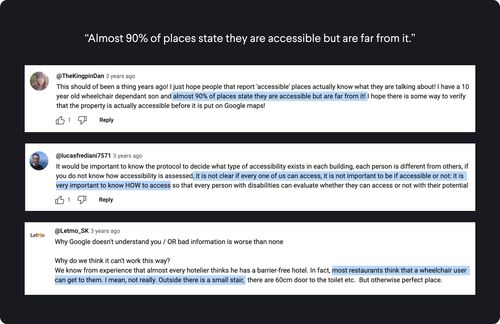 “Almost 90% of places state they are accessible but are far from it.”
@TheKingpinDan 3 years ago
This should of been a thing years ago! I just hope people that report 'accessible' places actually know what they are talking about! I have a 10
year old wheelchair dependant son and almost 90% of places state they are accessible but are far from it! I hope there is some way to verify
that the property is actually accessible before it is put on Google maps!
1 Reply
@lucasfrediani7571 3 years ago
It would be important to know the protocol to decide what type of accessibility exists in each building, each person is different from others, if
you do not know how accessibility is assessed, it is not clear if every one of us can access, it is not important to be if accessible or not: it is
very important to know HOW to access so that every person with disabilities can evaluate whether they can access or not with their potential
1 Reply
LetMo
@Letmo_SK 3 years ago
Why Google doesn't understand you / OR bad information is worse than none
Why do we think it can't work this way?
We know from experience that almost every hotelier thinks he has a barrier-free hotel. In fact, most restaurants think that a wheelchair user
can get to them. I mean, not really. Outside there is a small stair, there are 60cm door to the toilet etc. But otherwise perfect place.